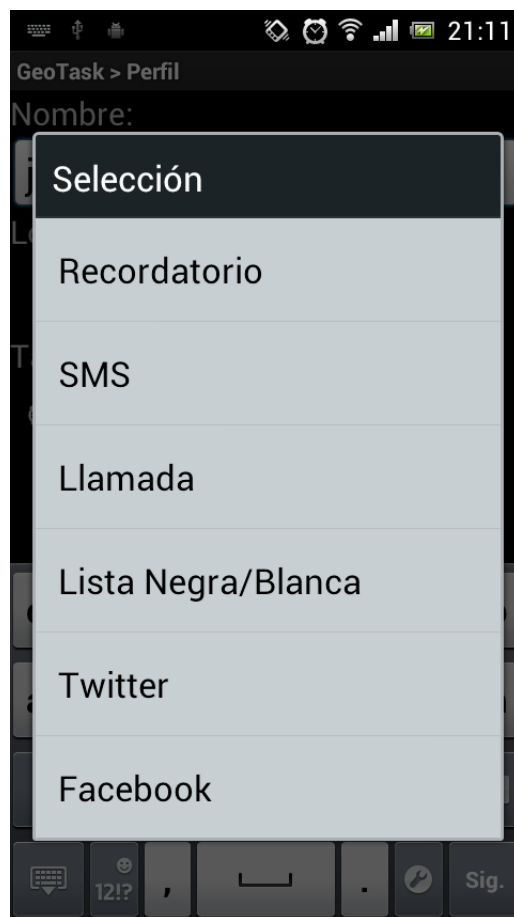 21:11
GeoTask > Perfil
Nombre:
Selección
Recordatorio
SMS
Llamada
Lista Negra/Blanca
Twitter
Facebook
12!?
,
.
Sig.